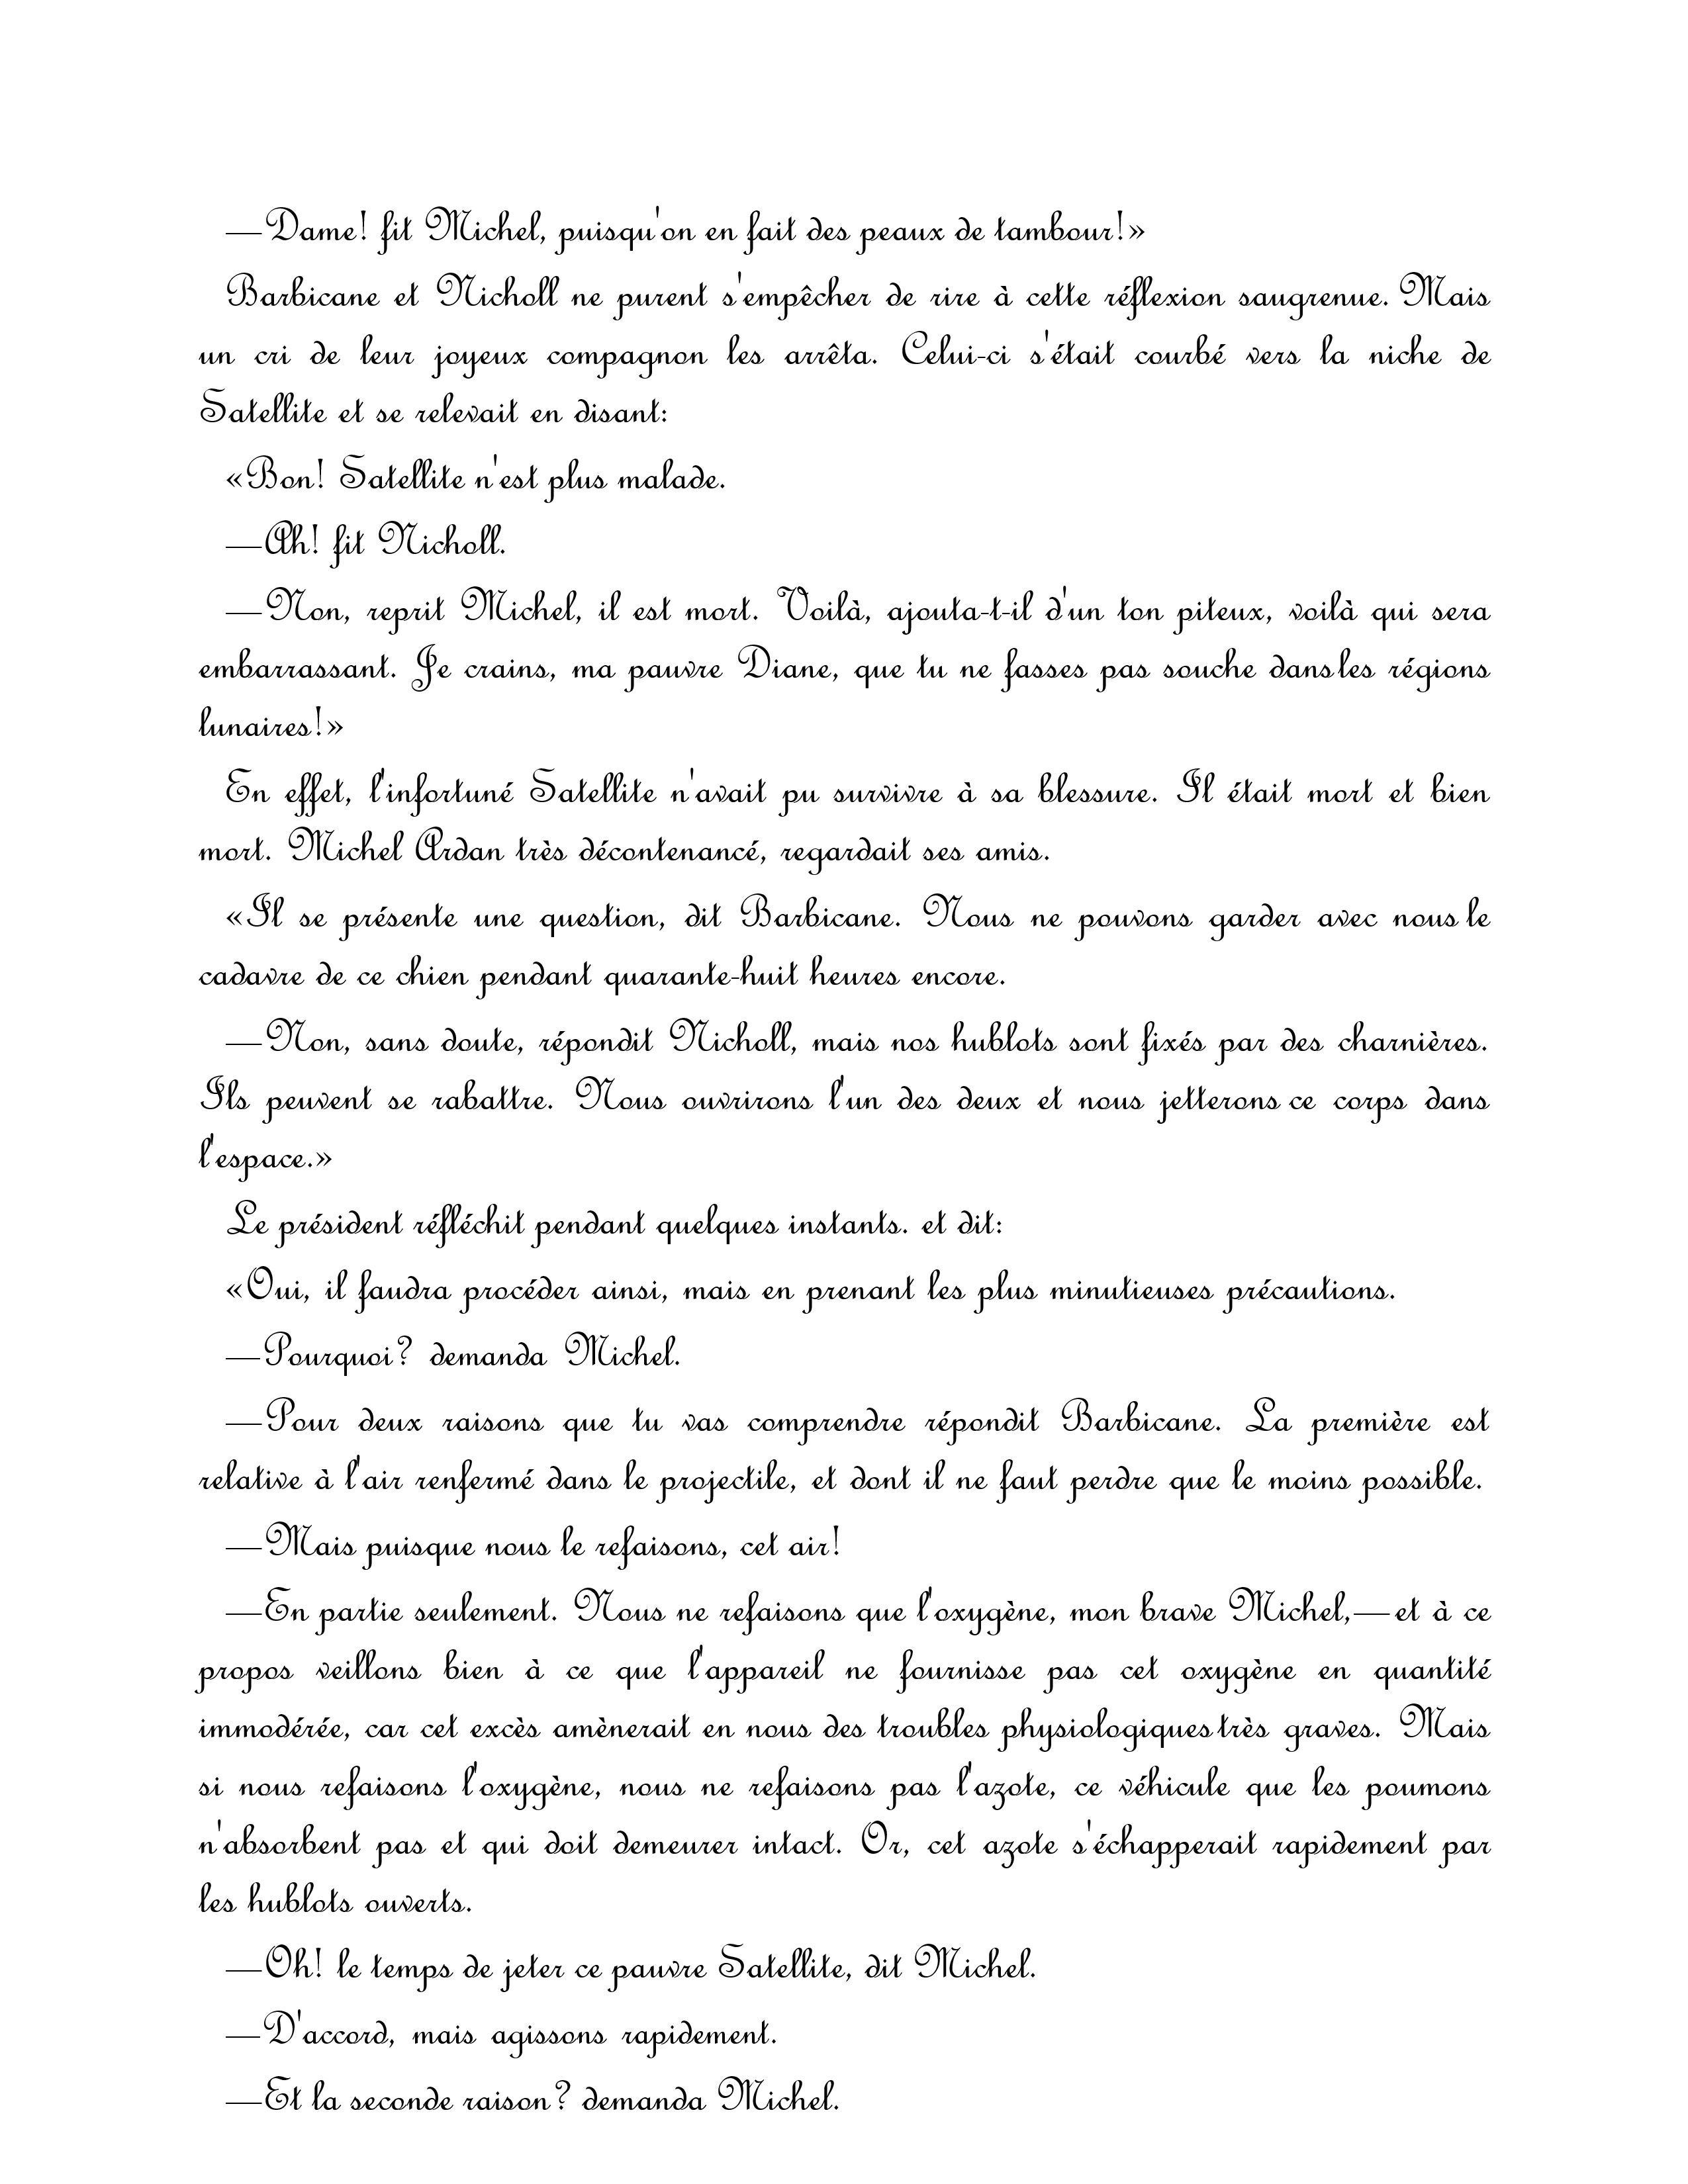 —Dame! fit Michel, puisqu'on en fait des peaux de tambour!»
Barbicane et Nicholl ne purent s'empêcher de rire à cette réflexion saugrenue. Mais
un cri de leur joyeux compagnon les arrêta. Celui-ci s'était courbé vers la niche de
Satellite et se relevait en disant:
«Bon! Satellite n'est plus malade.
—Ah! fit Nicholl.
—Non, reprit Michel, il est mort. Voilà, ajouta-t-il d'un ton piteux, voilà qui sera
embarrassant. Je crains, ma pauvre Diane, que tu ne fasses pas souche dans les régions
lunaires!»
En effet, l'infortuné Satellite n'avait pu survivre à sa blessure. Il était mort et bien
mort. Michel Ardan très décontenancé, regardait ses amis.
«Il se présente une question, dit Barbicane. Nous ne pouvons garder avec nous le
cadavre de ce chien pendant quarante-huit heures encore.
—Non, sans doute, répondit Nicholl, mais nos hublots sont fixés par des charnières.
Ils peuvent se rabattre. Nous ouvrirons l'un des deux et nous jetterons ce corps dans
l'espace.»
Le président réfléchit pendant quelques instants. et dit:
«Oui, il faudra procéder ainsi, mais en prenant les plus minutieuses précautions.
—Pourquoi? demanda Michel.
—Pour deux raisons que tu vas comprendre répondit Barbicane. La première est
relative à l'air renfermé dans le projectile, et dont il ne faut perdre que le moins possible.
—Mais puisque nous le refaisons, cet air!
—En partie seulement. Nous ne refaisons que l'oxygène, mon brave Michel,—et à ce
propos veillons bien à ce que l'appareil ne fournisse pas cet oxygène en quantité
immodérée, car cet excès amènerait en nous des troubles physiologiques très graves. Mais
si nous refaisons l'oxygène, nous ne refaisons pas l'azote, ce véhicule que les poumons
n'absorbent pas et qui doit demeurer intact. Or, cet azote s'échapperait rapidement par
les hublots ouverts.
—Oh! le temps de jeter ce pauvre Satellite, dit Michel.
—D'accord, mais agissons rapidement.
—Et la seconde raison? demanda Michel.